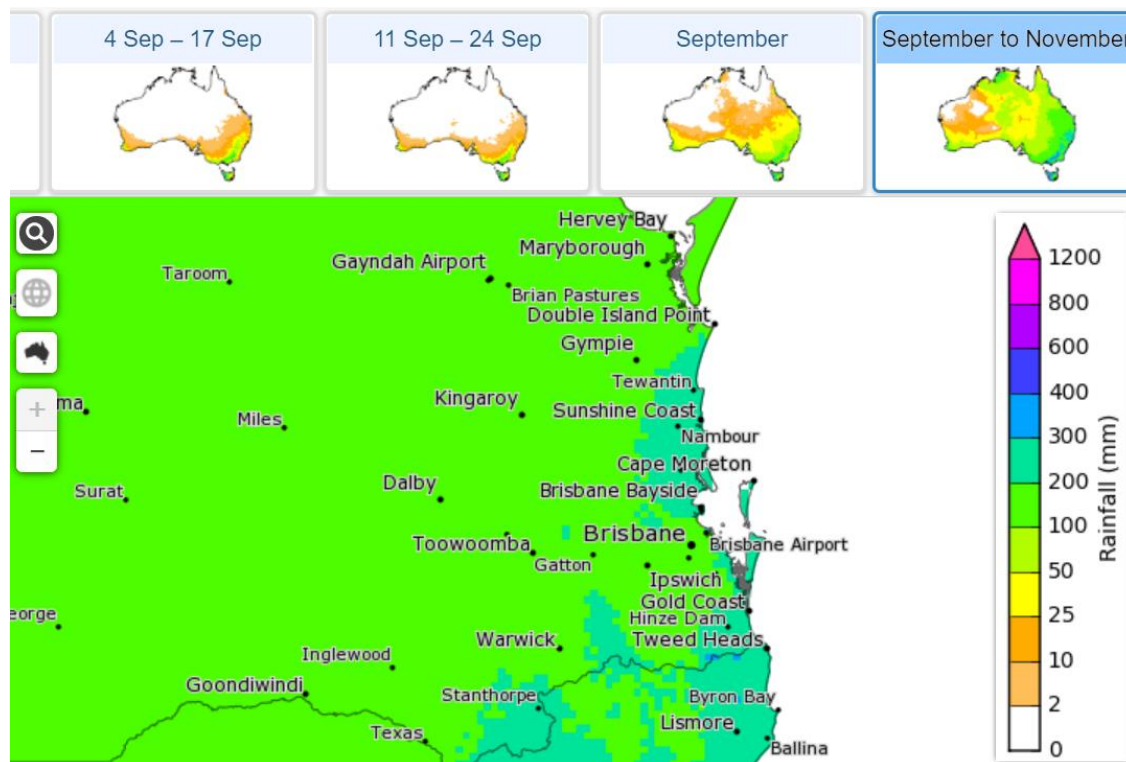 4 Sep – 17 Sep
11 Sep – 24 Sep
September
September to November
Hervey Bay
Maryborough
Taroom
Gayndah Airport
Brian Pastures
Double Island Point
Gympie
Tewantin
ma
Kingaroy
Sunshine Coast
Miles
Nambour
Cape Moreton
Surat
Dalby
Brisbane Bayside
Brisbane
Toowoomba
Brisbane Airport
Gatton
Ipswich
Gold Coast
eorge
Hinze Dam
Warwick
Tweed Heads
Inglewood
Goondiwindi
Stanthorpe
Byron Bay
Lismore
Texas
Ballina
+
−
1200
800
600
400
300
200
100
50
25
10
2
0
Rainfall (mm)